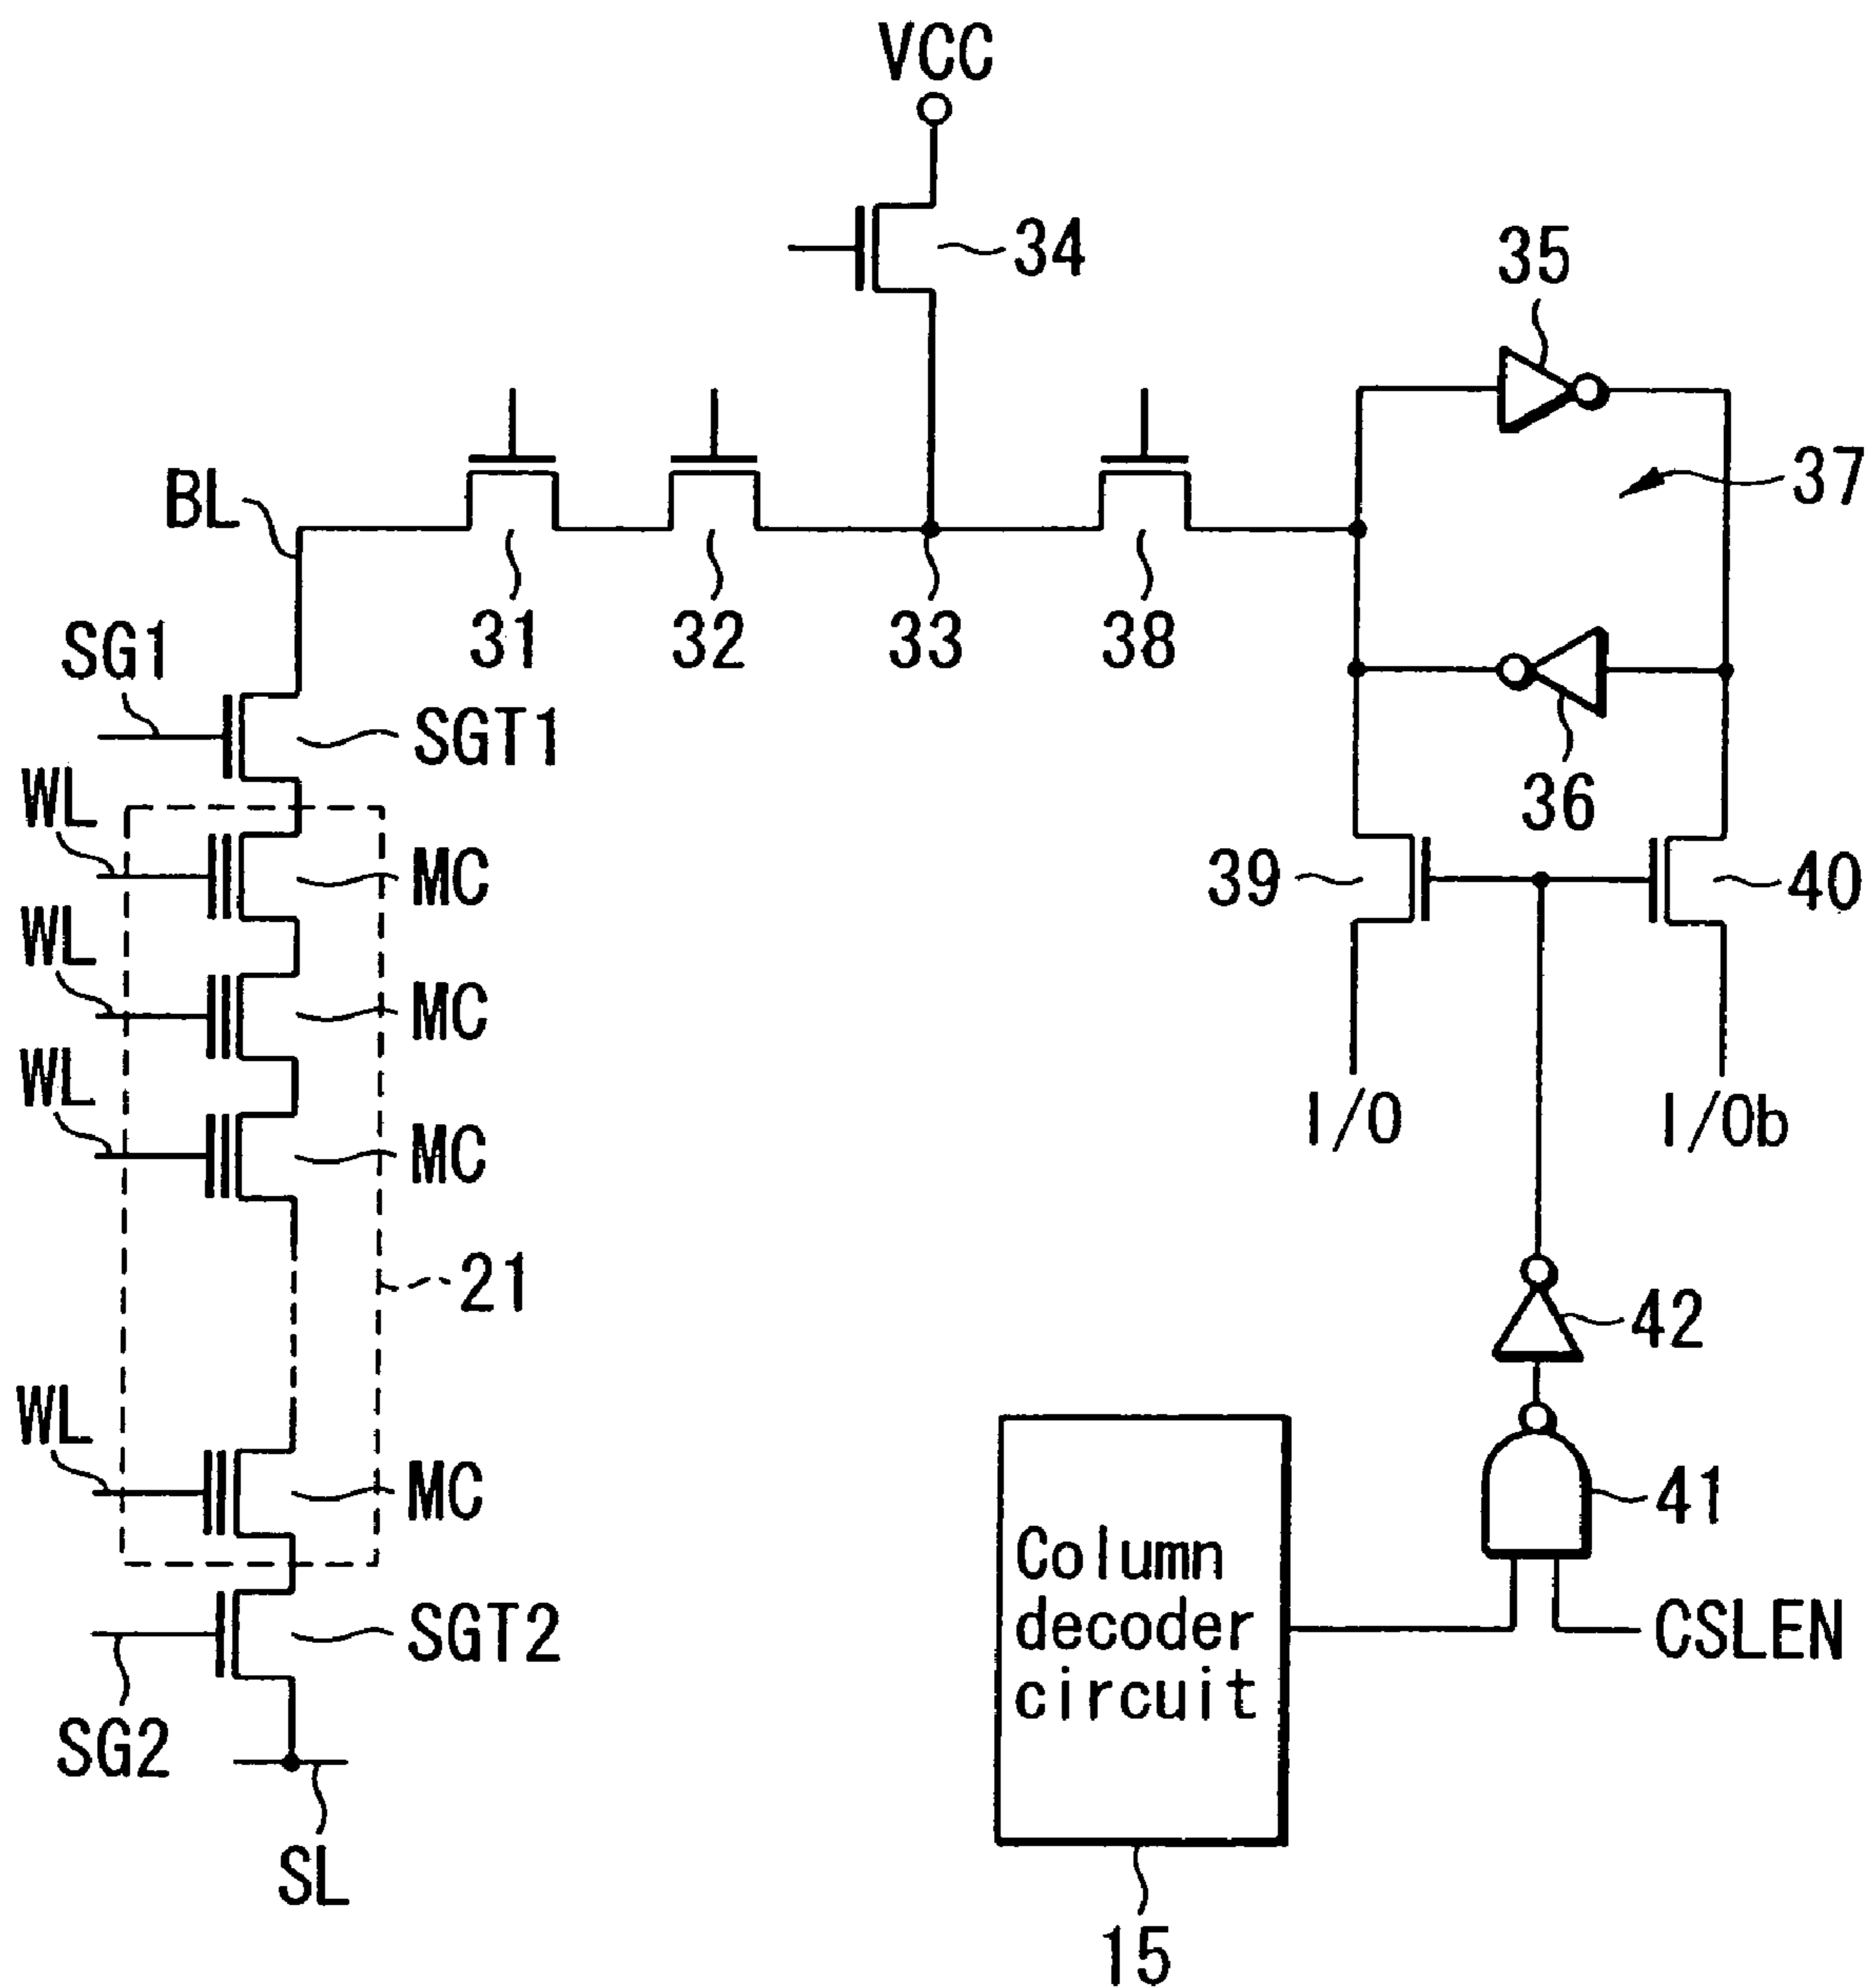 VCC
34
35
37
BL
31
32
33
38
SG1
SGT1
36
WL
MC
39
40
WL
MC
WL
MC
I/O
I/Ob
21
42
WL
MC
41
Column
decoder
circuit
SGT2
CSLEN
SG2
SL
15